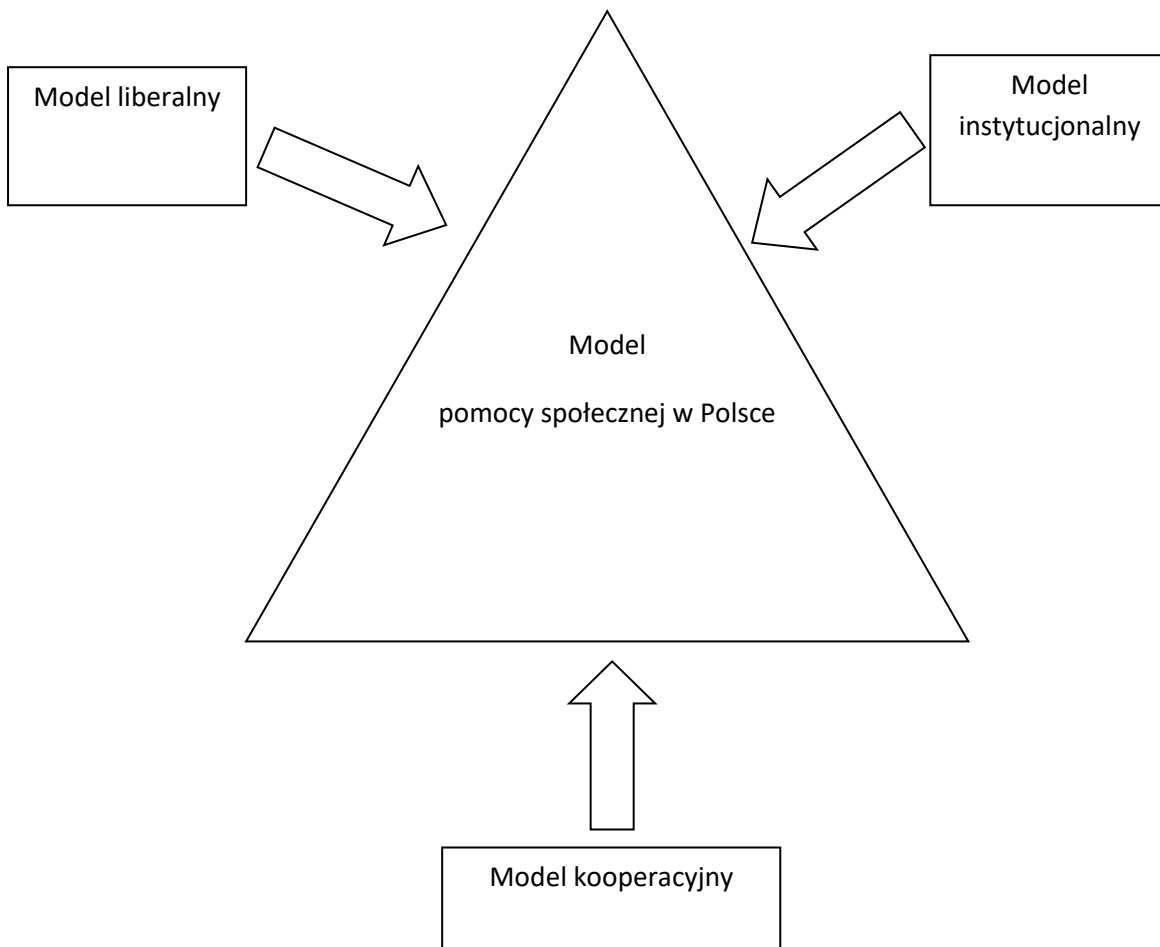 Model liberalny
Model
instytucjonalny
Model
pomocy społecznej w Polsce
Model kooperacyjny